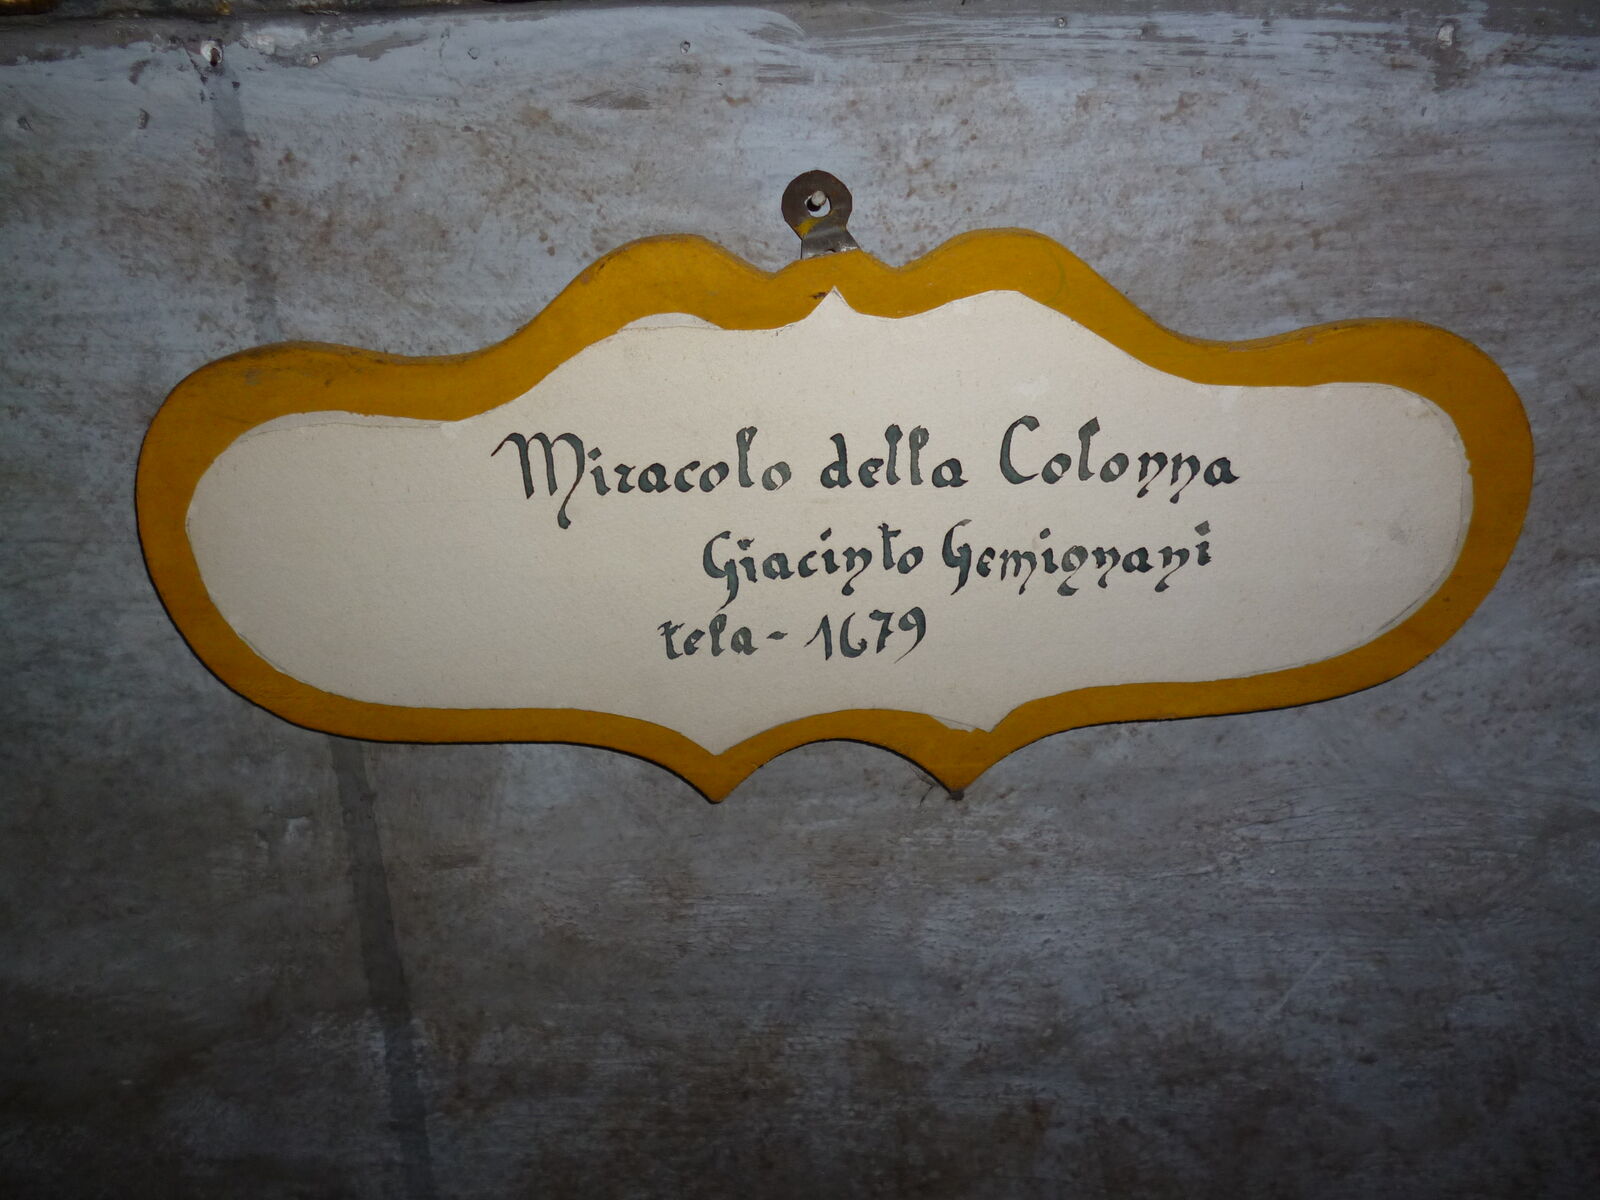 Miracolo della Colonna
Giacinto Gemignani
tela - 1679